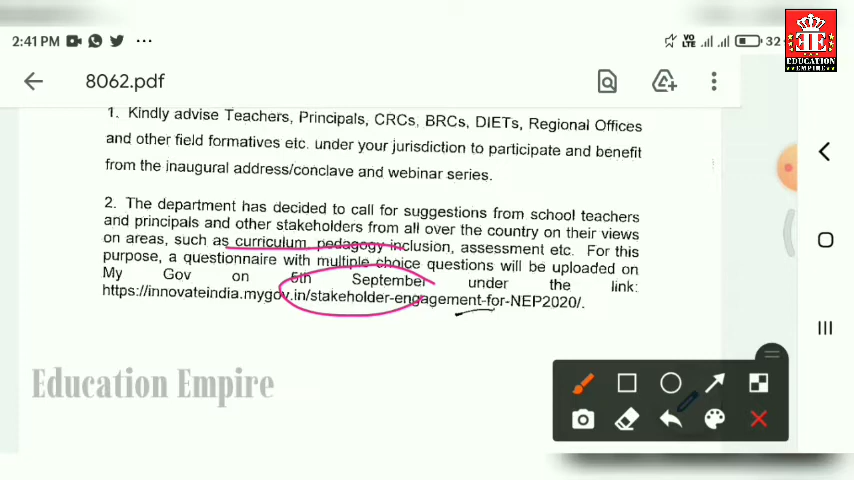 2:41 PM
VO
LTE
32
EDUCATION
EMPIRE
8062.pdf
1. Kindly advise Teachers, Principals, CRCs, BRCs, DIETs, Regional Offices
and other field formatives etc. under your jurisdiction to participate and benefit
from the inaugural address/conclave and webinar series.
2. The department has decided to call for suggestions from school teachers
and principals and other stakeholders from all over the country on their views
on areas, such as curriculum pedagogy inclusion, assessment etc. For this
purpose, a questionnaire with multiple choice questions will be uploaded on
My Gov on 6th September under the link:
https://innovateindia.mygov.in/stakeholder-engagement-for-NEP2020/.
Education Empire